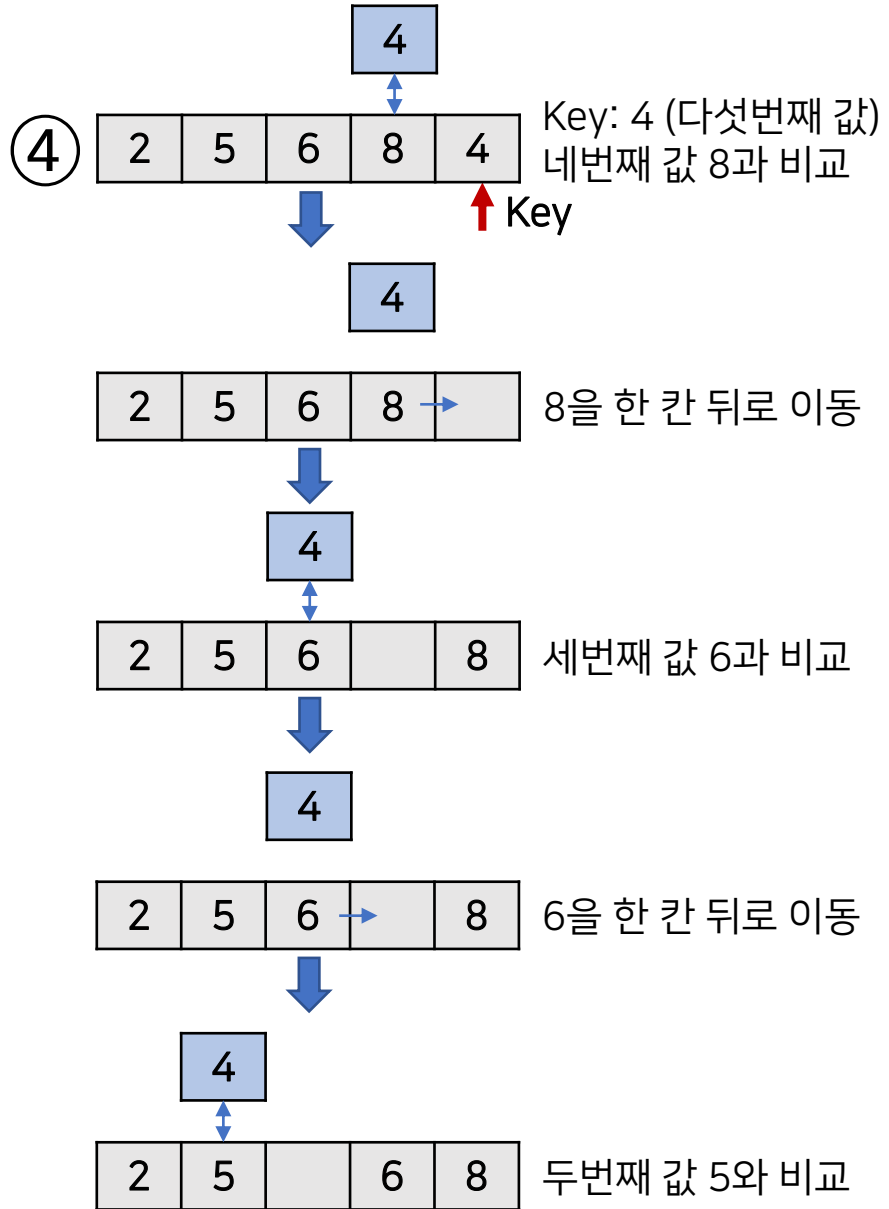 4
④ 2 5 6 8 4 Key: 4 (다섯번째 값)
네번째 값 8과 비교
Key
4
2 5 6 8 8을 한 칸 뒤로 이동
4
2 5 6 8 세번째 값 6과 비교
4
2 5 6 8 6을 한 칸 뒤로 이동
4
2 5 6 8 두번째 값 5와 비교